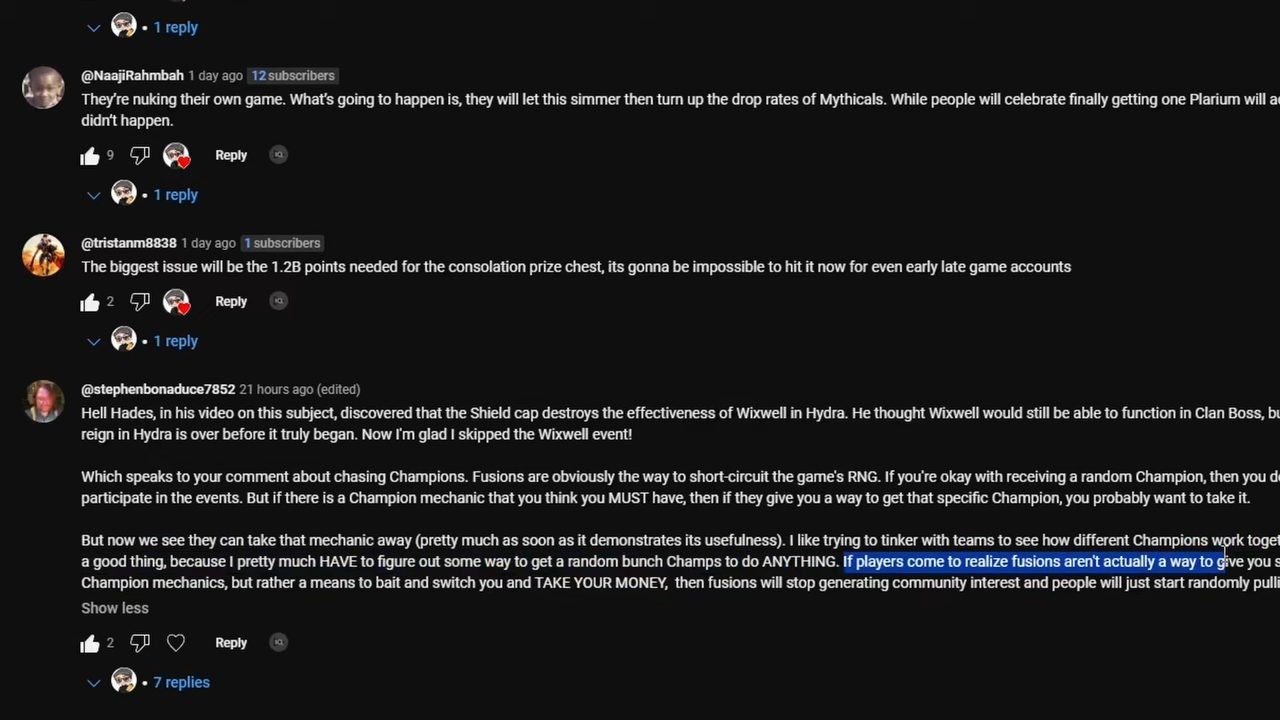 • 1 reply
@NaajiRahmbah 1 day ago 12 subscribers
They're nuking their own game. What's going to happen is, they will let this simmer then turn up the drop rates of Mythicals. While people will celebrate finally getting one Plarium will
didn't happen.
9 Reply
• 1 reply
@tristanm8838 1 day ago 1 subscribers
The biggest issue will be the 1.2B points needed for the consolation prize chest, its gonna be impossible to hit it now for even early late game accounts
2 Reply
• 1 reply
@stephenbonaduce7852 21 hours ago (edited)
Hell Hades, in his video on this subject, discovered that the Shield cap destroys the effectiveness of Wixwell in Hydra. He thought Wixwell would still be able to function in Clan Boss,
reign in Hydra is over before it truly began. Now I'm glad I skipped the Wixwell event!
Which speaks to your comment about chasing Champions. Fusions are obviously the way to short-circuit the game's RNG. If you're okay with receiving a random Champion, then you
participate in the events. But if there is a Champion mechanic that you think you MUST have, then if they give you a way to get that specific Champion, you probably want to take it.
But now we see they can take that mechanic away (pretty much as soon as it demonstrates its usefulness). I like trying to tinker with teams to see how different Champions work
a good thing, because I pretty much HAVE to figure out some way to get a random bunch Champs to do ANYTHING. If players come to realize fusions aren't actually a way to give you
Champion mechanics, but rather a means to bait and switch you and TAKE YOUR MONEY, then fusions will stop generating community interest and people will just start randomly
Show less
2 Reply
• 7 replies